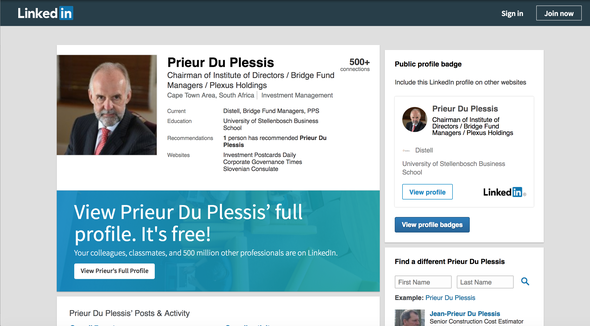 Linked in
Sign in
Join now
Prieur Du Plessis
500+
connections
Chairman of Institute of Directors / Bridge Fund
Managers / Plexus Holdings
Cape Town Area, South Africa | Investment Management
Current Distell, Bridge Fund Managers, PPS
Education University of Stellenbosch Business
School
Recommendations 1 person has recommended Prieur Du
Plessis
Websites Investment Postcards Daily
Corporate Governance Times
Slovenian Consulate
View Prieur Du Plessis' full
profile. It's free!
Your colleagues, classmates, and 500 million other professionals are on LinkedIn.
View Prieur's Full Profile
Prieur Du Plessis' Posts & Activity
Public profile badge
Include this LinkedIn profile on other websites
Prieur Du Plessis
Chairman of Institute of
Directors / Bridge Fund
Managers / Plexus Holdings
Distell
University of Stellenbosch Business
School
View profile
Linked in
View profile badges
Find a different Prieur Du Plessis
First Name
Last Name
Example: Prieur Du Plessis
Jean-Prieur Du Plessis
Senior Construction Cost Estimator